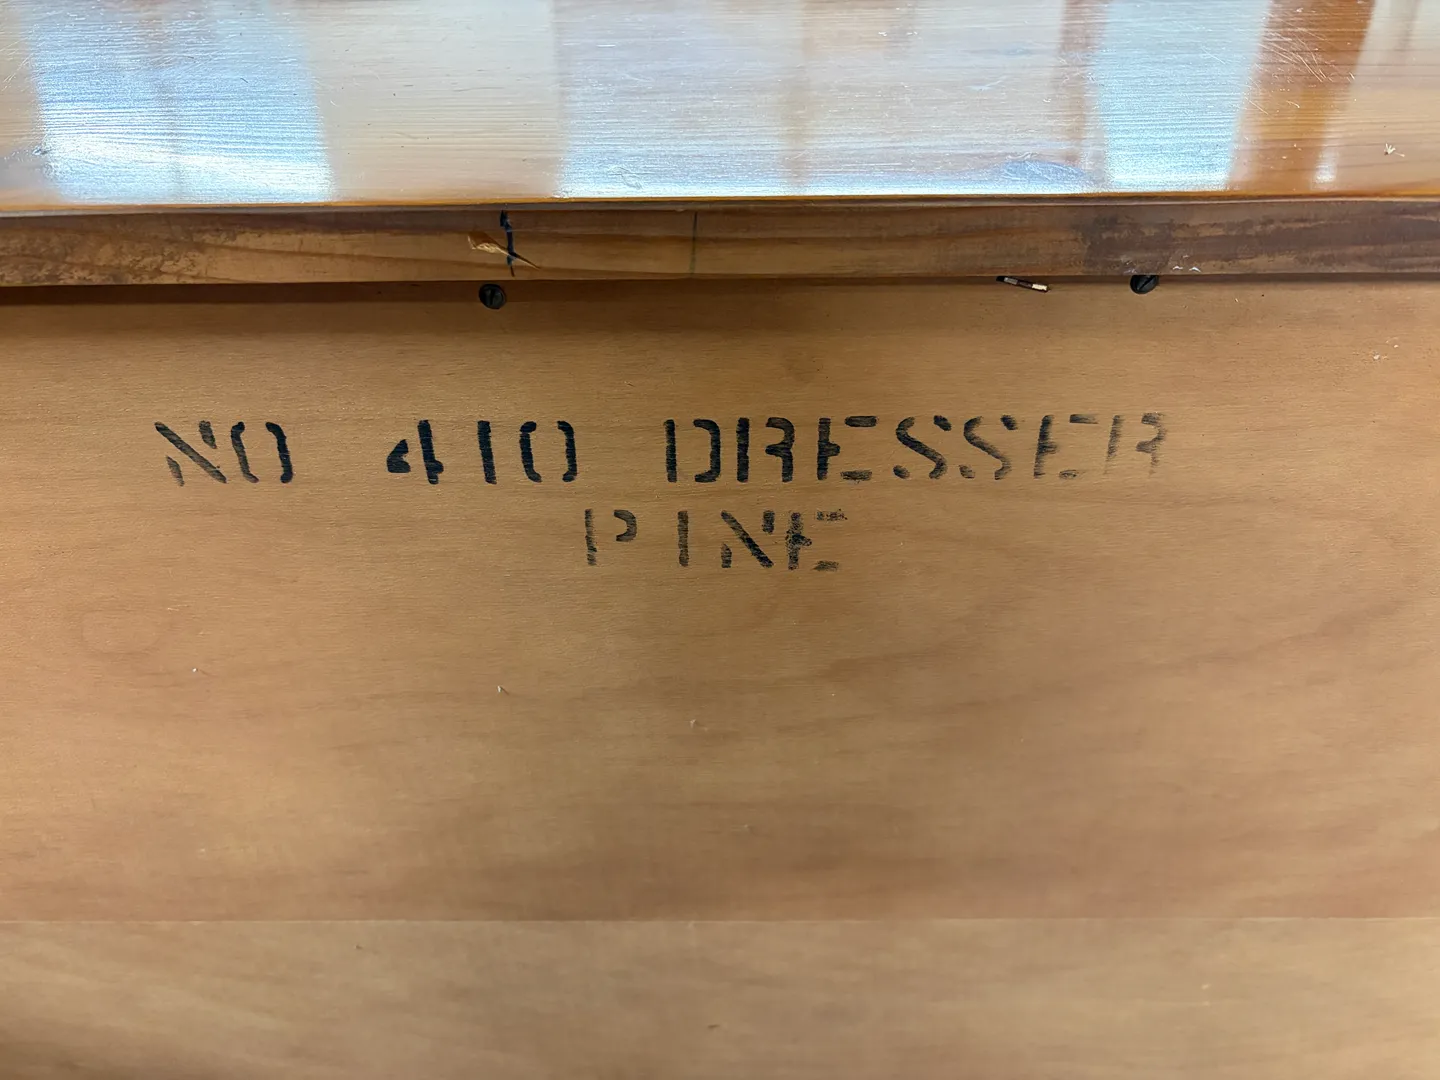 NO 410 DRESSER
PINE